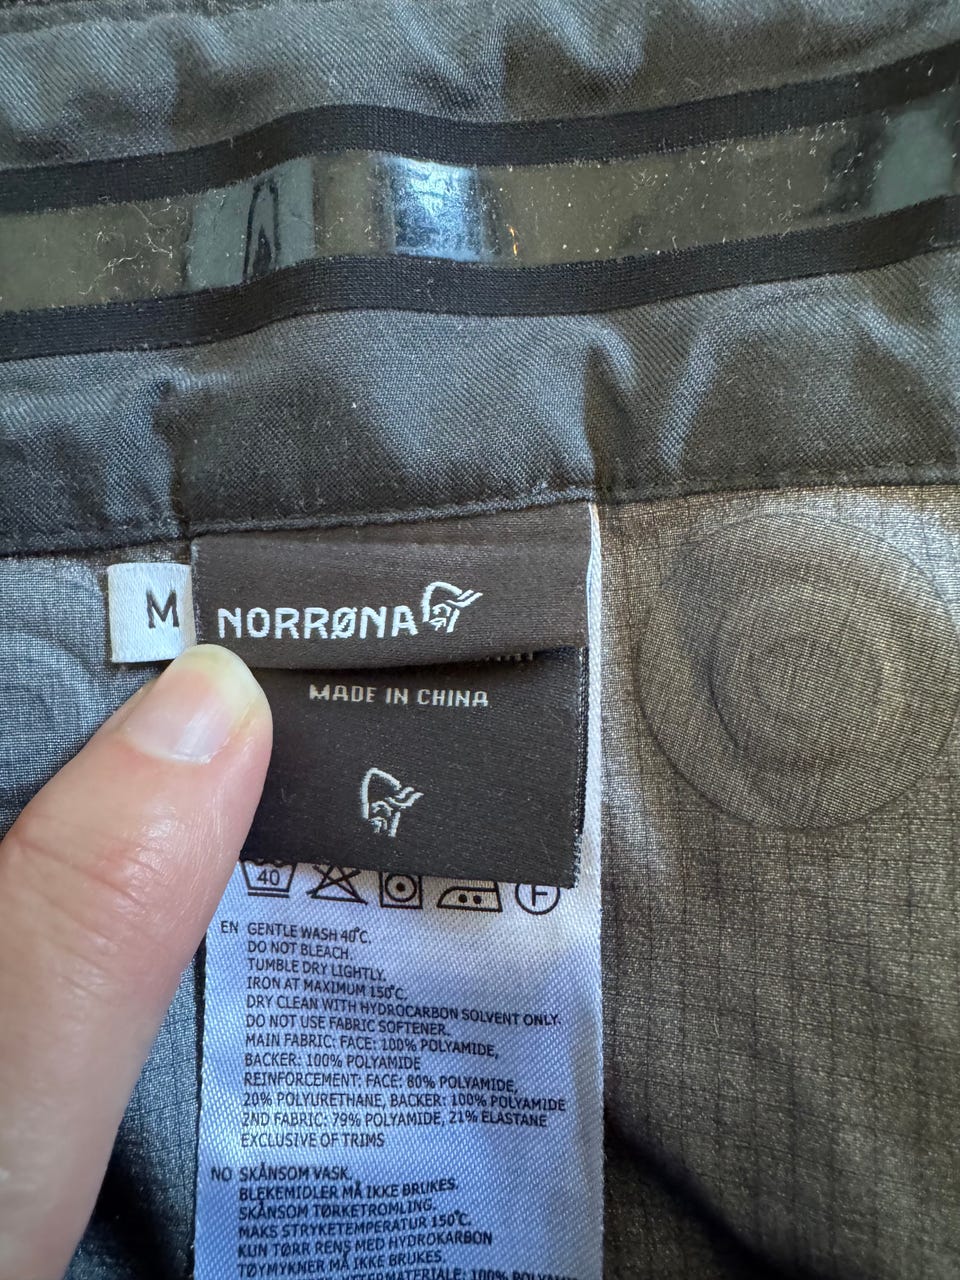 M
NORRØNA
MADE IN CHINA
40
F
EN GENTLE WASH 40°C.
DO NOT BLEACH.
TUMBLE DRY LIGHTLY.
IRON AT MAXIMUM 150°C.
DRY CLEAN WITH HYDROCARBON SOLVENT ONLY.
DO NOT USE FABRIC SOFTENER.
MAIN FABRIC: FACE: 100% POLYAMIDE,
BACKER: 100% POLYAMIDE
REINFORCEMENT: FACE: 80% POLYAMIDE,
20% POLYURETHANE, BACKER: 100% POLYAMIDE
2ND FABRIC: 79% POLYAMIDE, 21% ELASTANE
EXCLUSIVE OF TRIMS
NO SKÅNSOM VASK.
BLEKEMIDLER MÅ IKKE BRUKES.
SKÅNSOM TØRKETROMLING.
MAKS STRYKETEMPERATUR 150°C.
KUN TØRR RENS MED HYDROKARBON
TØYMYKNER MÅ IKKE BRUKES.
100%